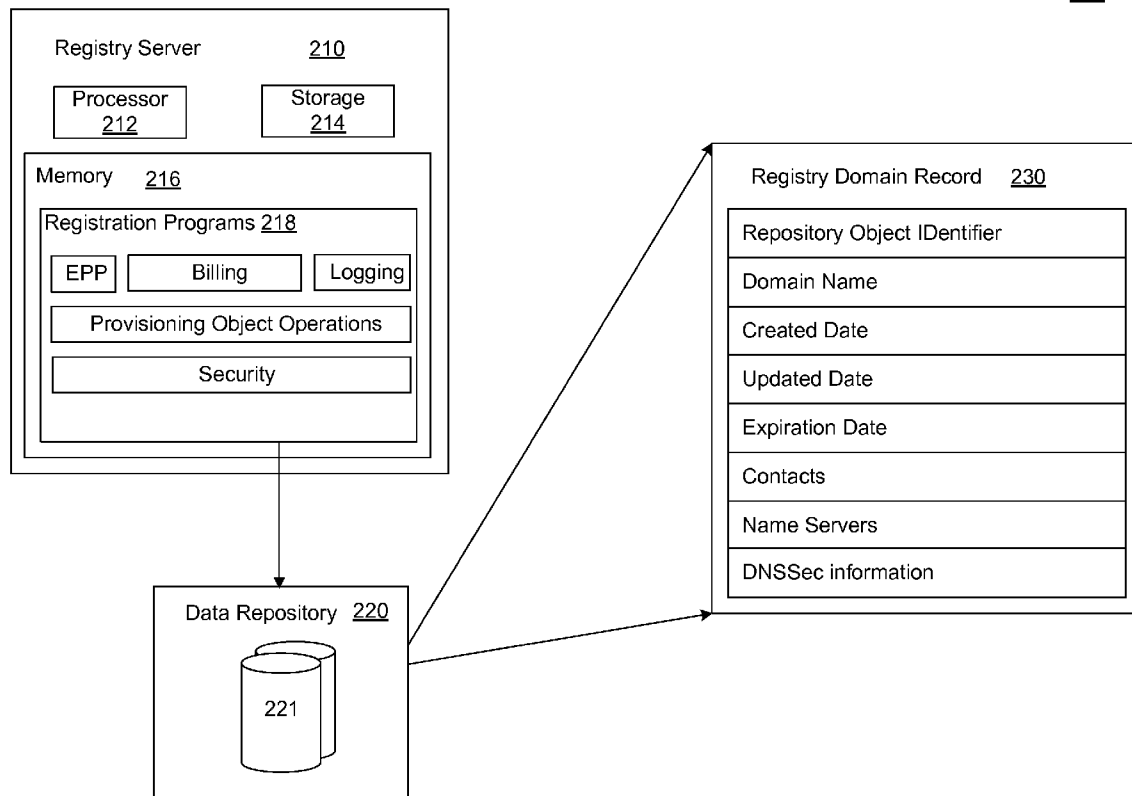 Registry Server 210
Processor
212
Storage
214
Memory 216
Registration Programs 218
EPP
Billing
Logging
Provisioning Object Operations
Security
Data Repository 220
221
Registry Domain Record 230
Repository Object IDentifier
Domain Name
Created Date
Updated Date
Expiration Date
Contacts
Name Servers
DNSSec information